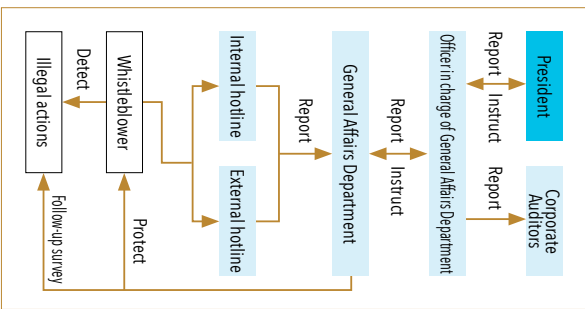 President
Corporate
Auditors
Report
Instruct
Report
Officer in charge of General Affairs Department
Report
Instruct
General Affairs Department
Report
Internal hotline
External hotline
Whistleblower
Protect
Detect
Illegal actions
Follow-up survey